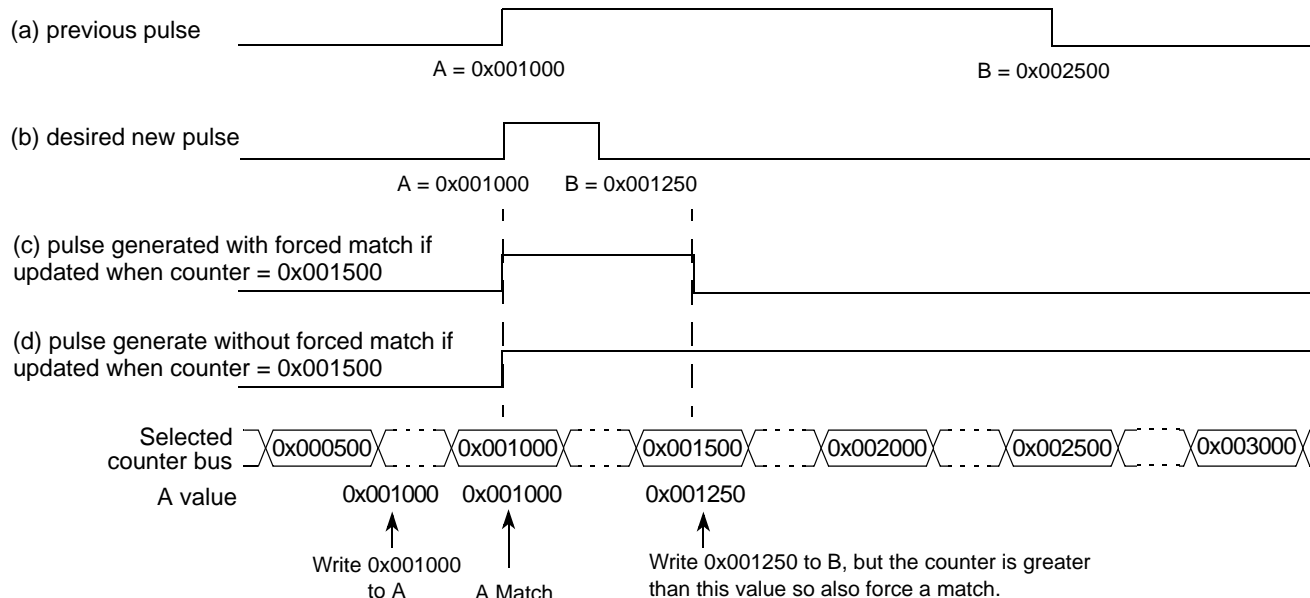 (a) previous pulse
A = 0x001000
B = 0x002500
(b) desired new pulse
A = 0x001000 B = 0x001250
(c) pulse generated with forced match if
updated when counter = 0x001500
(d) pulse generate without forced match if
updated when counter = 0x001500
Selected
counter bus
0x000500 0x001000 0x001500 0x002000 0x002500 0x003000
A value 0x001000 0x001000 0x001250
Write 0x001000
to A
A Match
Write 0x001250 to B, but the counter is greater
than this value so also force a match.